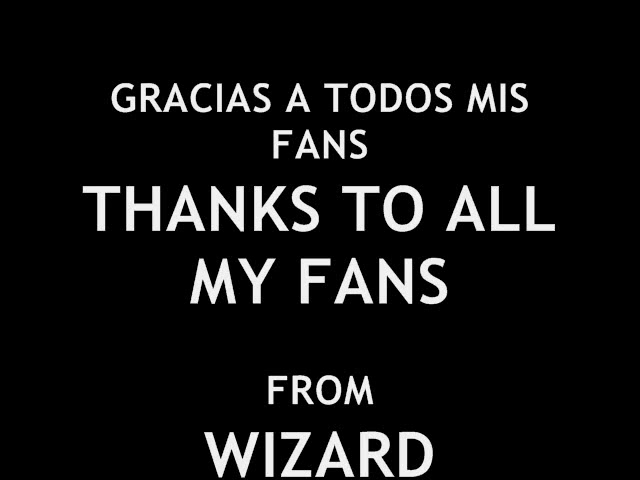 GRACIAS A TODOS MIS
FANS
THANKS TO ALL
MY FANS
FROM
WIZARD